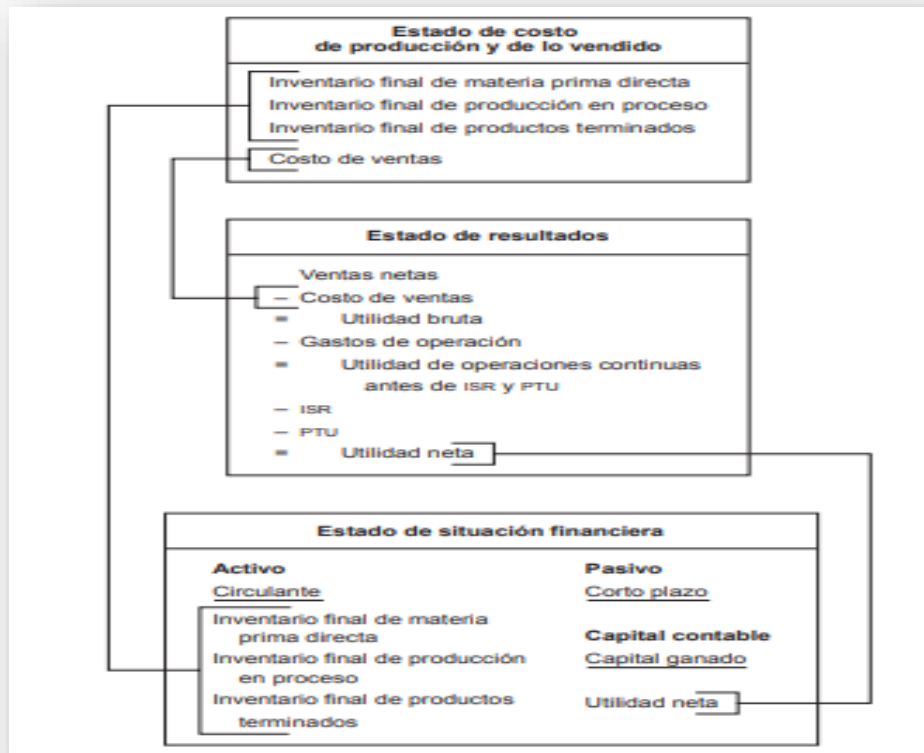 Estado de costo
de producción y de lo vendido
Inventario final de materia prima directa
Inventario final de producción en proceso
Inventario final de productos terminados
Costo de ventas
Estado de resultados
Ventas netas
– Costo de ventas
= Utilidad bruta
– Gastos de operación
= Utilidad de operaciones continuas
antes de ISR y PTU
– ISR
– PTU
= Utilidad neta
Estado de situación financiera
Activo
Circulante
Inventario final de materia
prima directa
Inventario final de producción
en proceso
Inventario final de productos
terminados
Pasivo
Corto plazo
Capital contable
Capital ganado
Utilidad neta